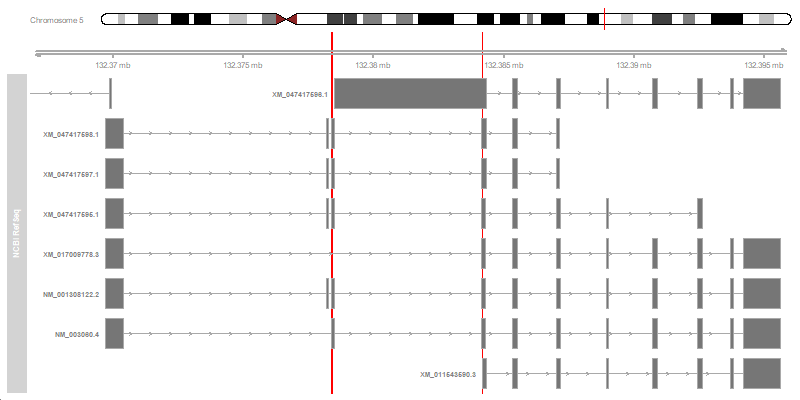 Chromosome 5
132.37 mb
132.375 mb
132.38 mb
132.385 mb
132.39 mb
132.395 mb
NCBI RefSeq
XM_047417596.1
XM_047417598.1
XM_047417597.1
XM_047417595.1
XM_017009778.3
NM_001308122.2
NM_003060.4
XM_011543590.3